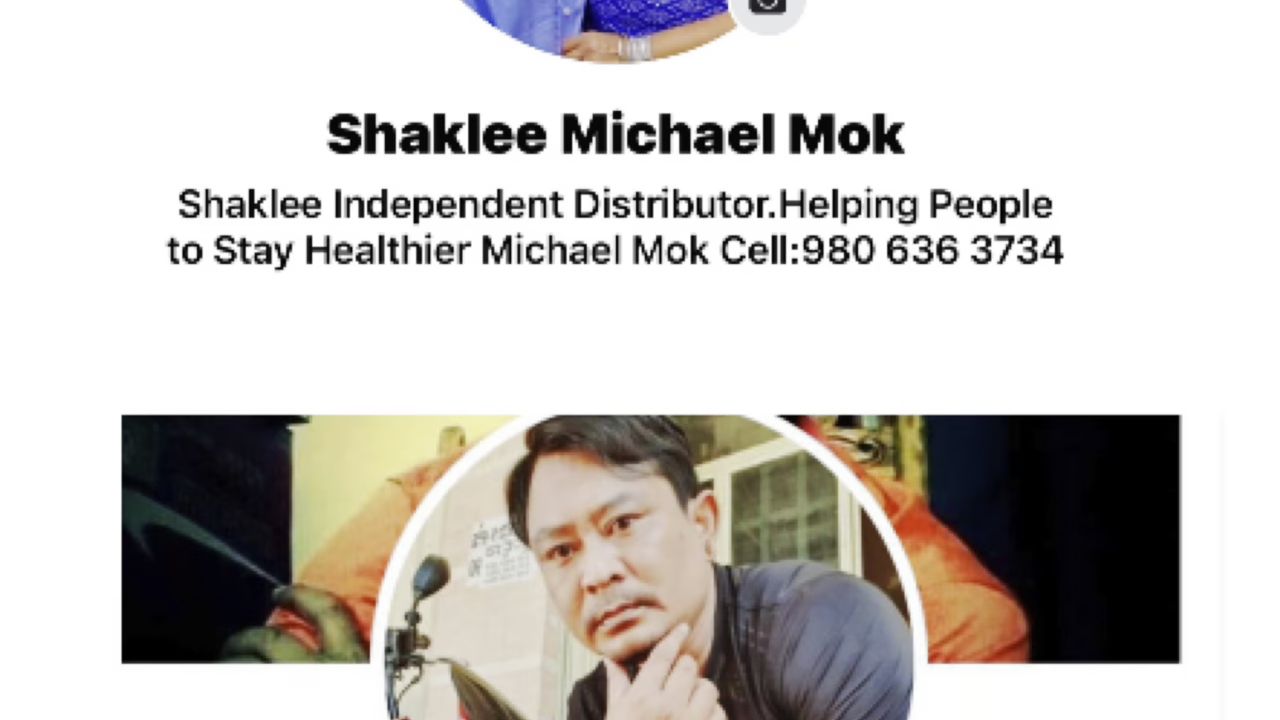 Shaklee Michael Mok
Shaklee Independent Distributor.Helping People
to Stay Healthier Michael Mok Cell:980 636 3734